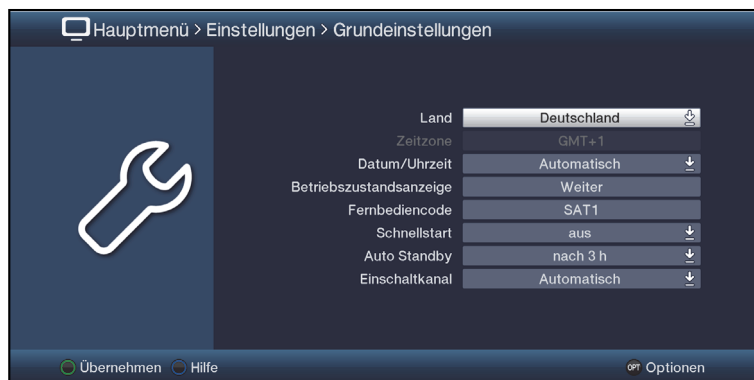 Hauptmenü > Einstellungen > Grundeinstellungen
Land Deutschland
Zeitzone GMT+1
Datum/Uhrzeit Automatisch
Betriebszustandsanzeige Weiter
Fernbediencode SAT1
Schnellstart aus
Auto Standby nach 3 h
Einschaltkanal Automatisch
Übernehmen Hilfe OPT Optionen